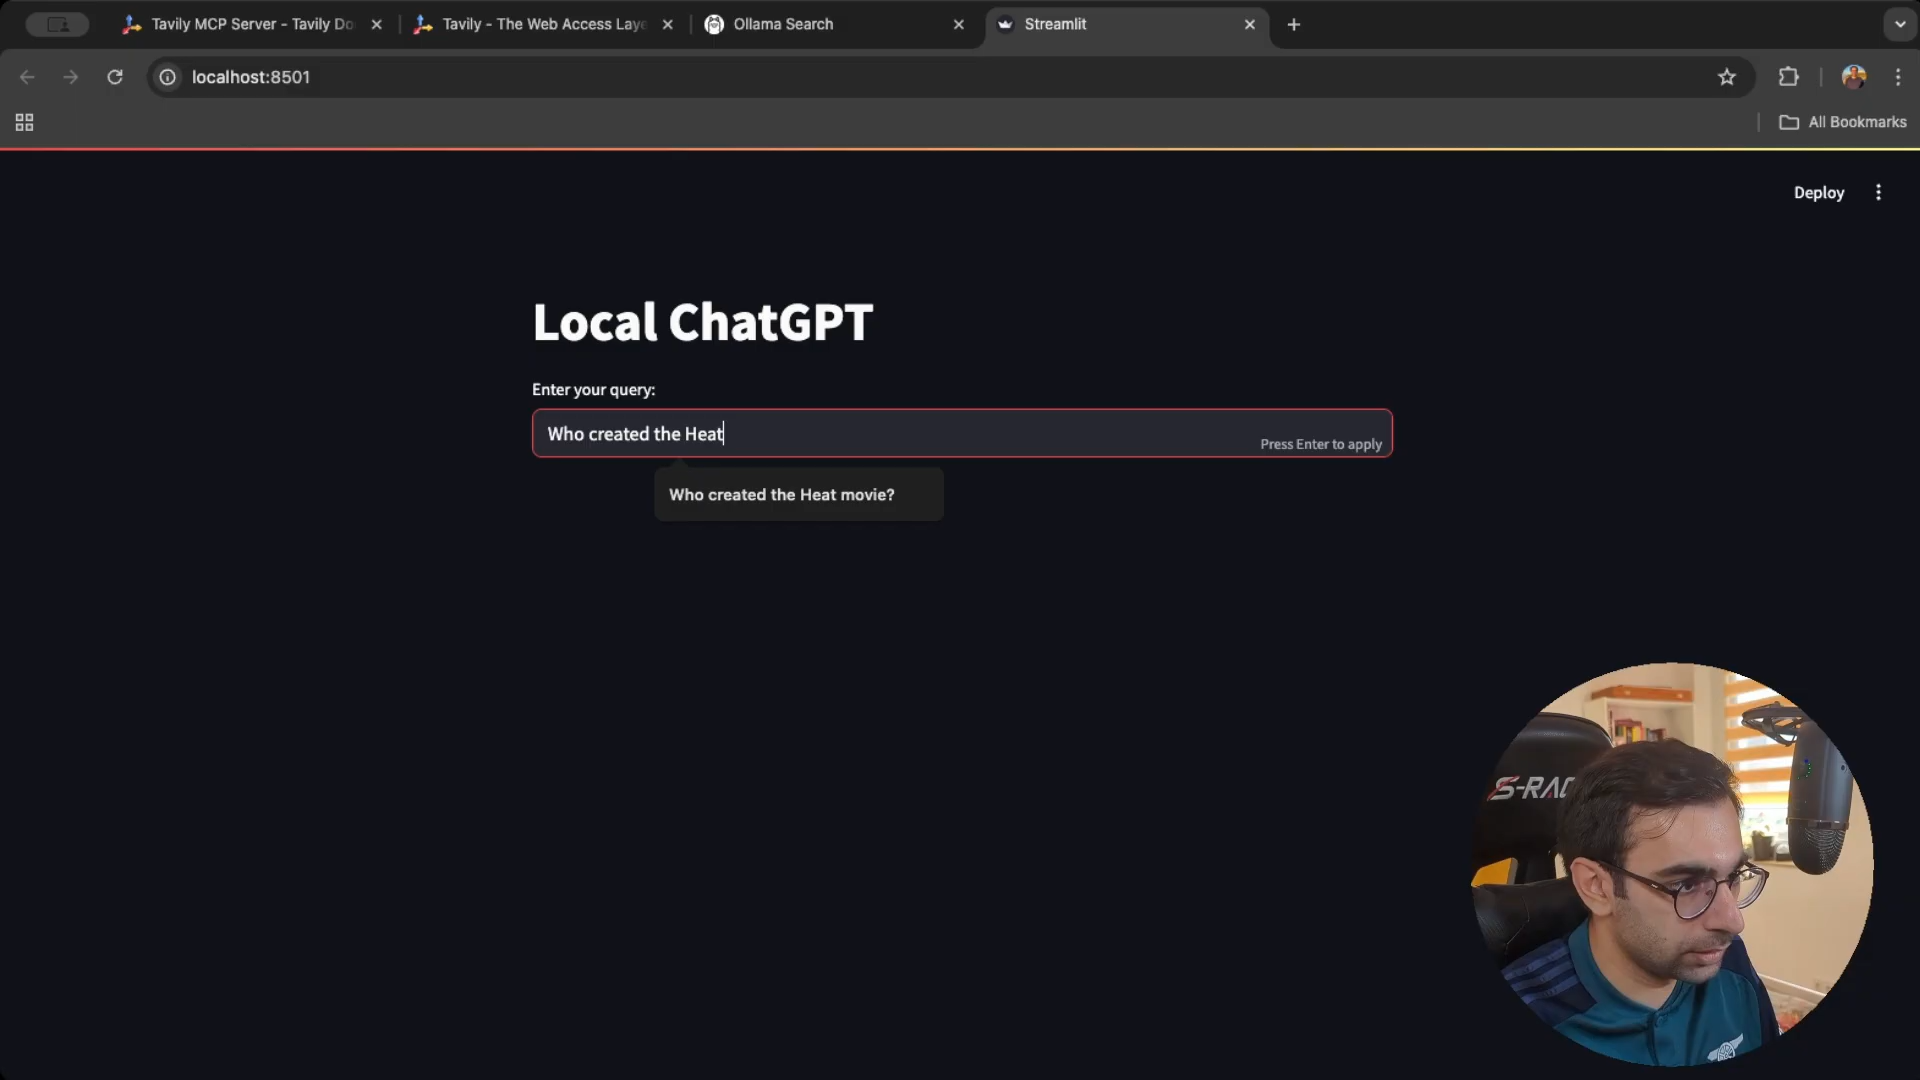 Tavily MCP Server - Tavily Do
Tavily - The Web Access Laye
Ollama Search
Streamlit
localhost:8501
All Bookmarks
Deploy
Local ChatGPT
Enter your query:
Who created the Heat
Press Enter to apply
Who created the Heat movie?
S-RAC